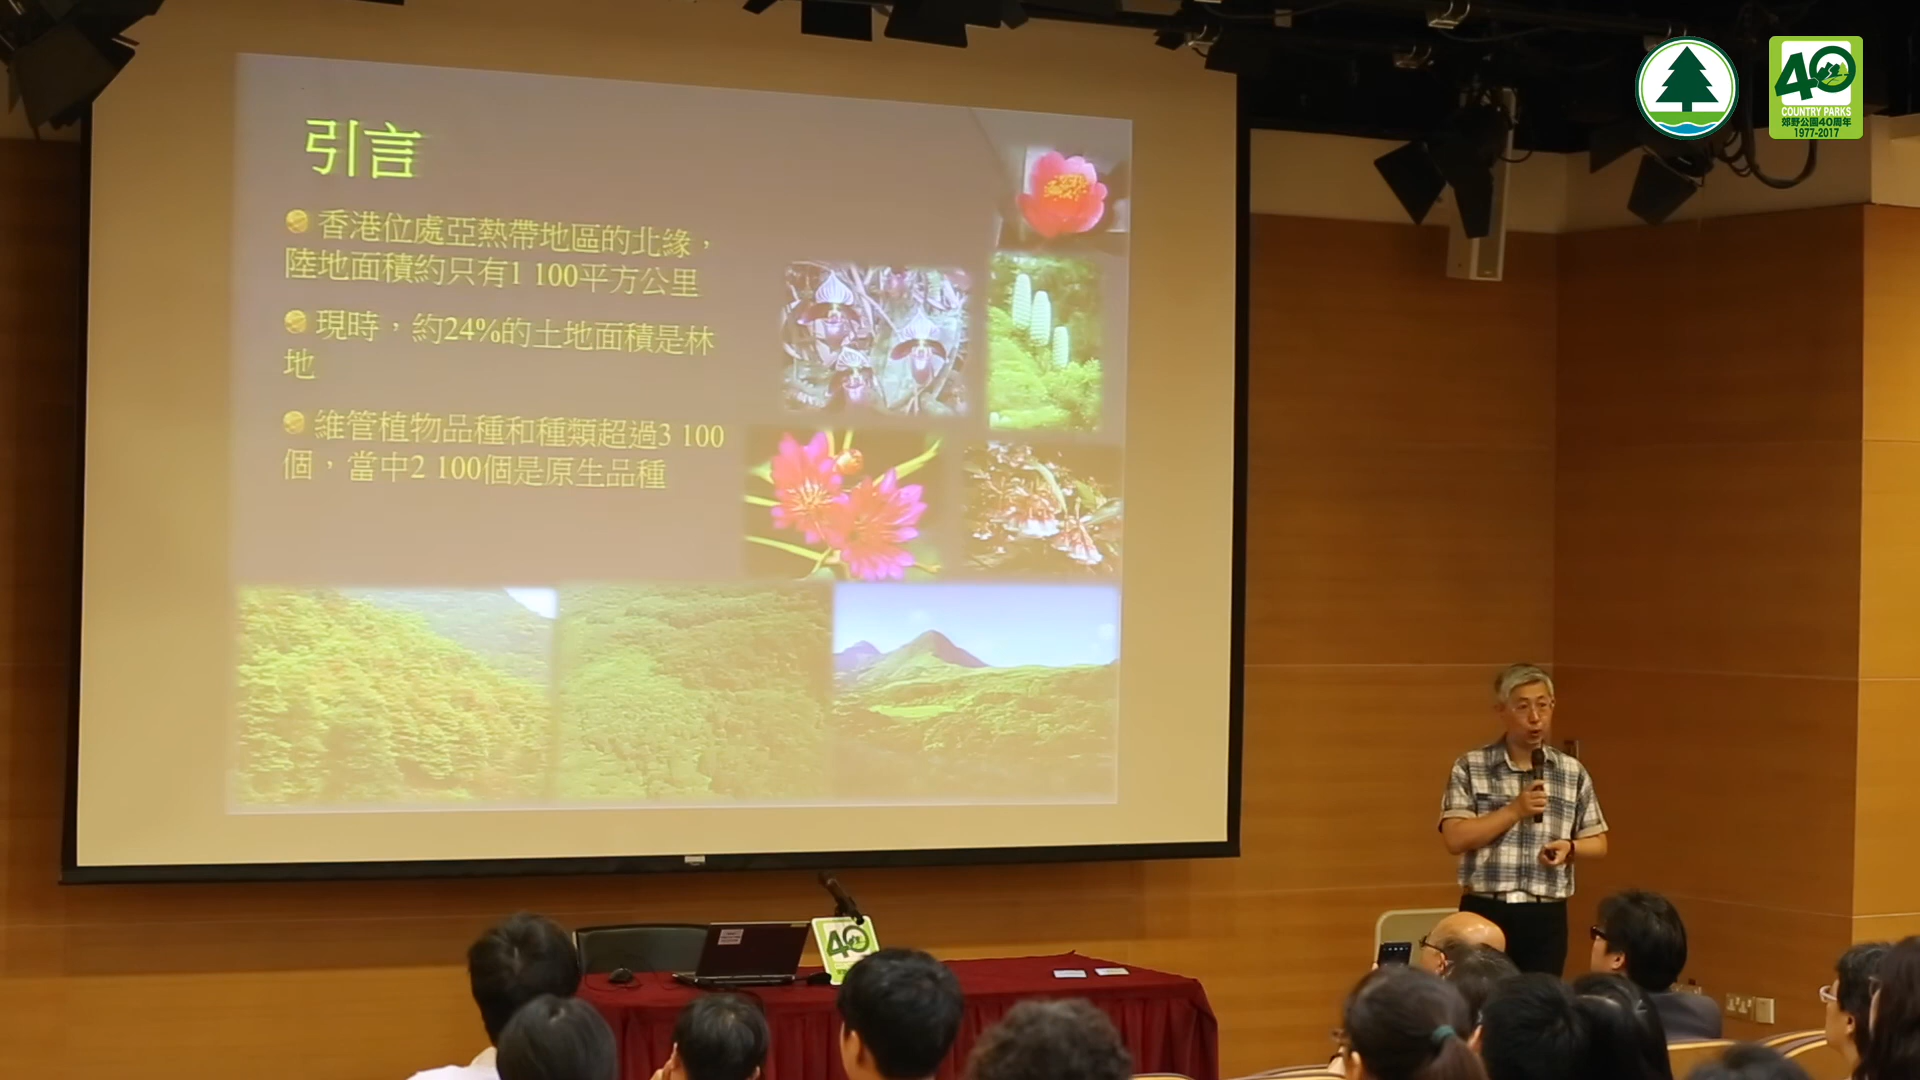 引言
香港位處亞熱帶地區的北緣，
陸地面積約只有1 100平方公里
現時，約24%的土地面積是林
地
維管植物品種和種類超過3 100
個，當中2 100個是原生品種
40
COUNTRY PARKS
郊野公園40周年
1977-2017
40